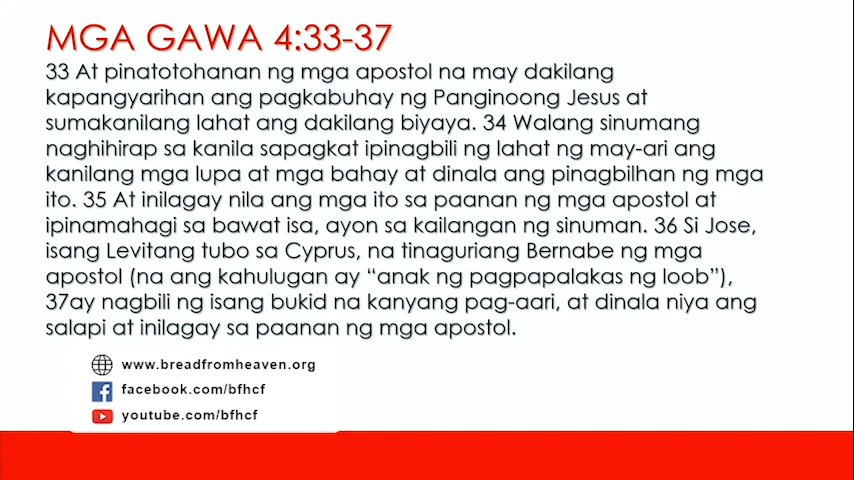 MGA GAWA 4:33-37
33 At pinatotohanan ng mga apostol na may dakilang
kapangyarihan ang pagkabuhay ng Panginoong Jesus at
sumakanilang lahat ang dakilang biyaya. 34 Walang sinumang
naghihirap sa kanila sapagkat ipinagbili ng lahat ng may-ari ang
kanilang mga lupa at mga bahay at dinala ang pinagbilhan ng mga
ito. 35 At inilagay nila ang mga ito sa paanan ng mga apostol at
ipinamahagi sa bawat isa, ayon sa kailangan ng sinuman. 36 Si Jose,
isang Levitang tubo sa Cyprus, na tinaguriang Bernabe ng mga
apostol (na ang kahulugan ay “anak ng pagpapalakas ng loob”),
37ay nagbili ng isang bukid na kanyang pag-aari, at dinala niya ang
salapi at inilagay sa paanan ng mga apostol.
www.breadfromheaven.org
facebook.com/bfhcf
youtube.com/bfhcf